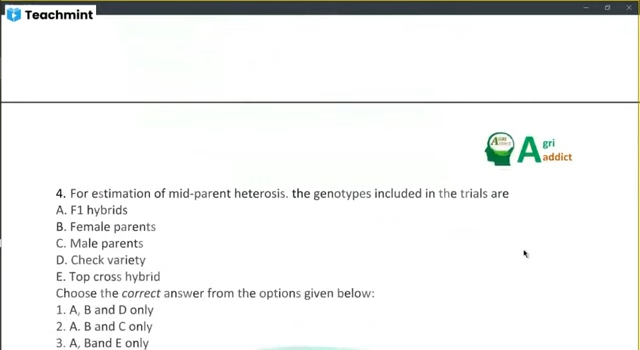 Teachmint
Agri
addict
4. For estimation of mid-parent heterosis. the genotypes included in the trials are
A. F1 hybrids
B. Female parents
C. Male parents
D. Check variety
E. Top cross hybrid
Choose the correct answer from the options given below:
1. A, B and D only
2. A. B and C only
3. A, Band E only